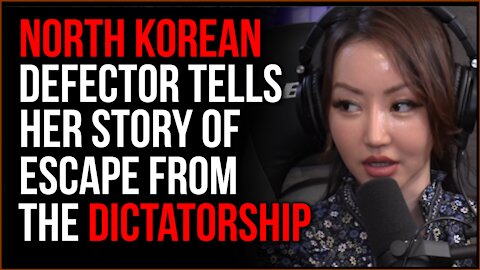 NORTH KOREAN
DEFECTOR TELLS
HER STORY OF
ESCAPE FROM
THE DICTATORSHIP